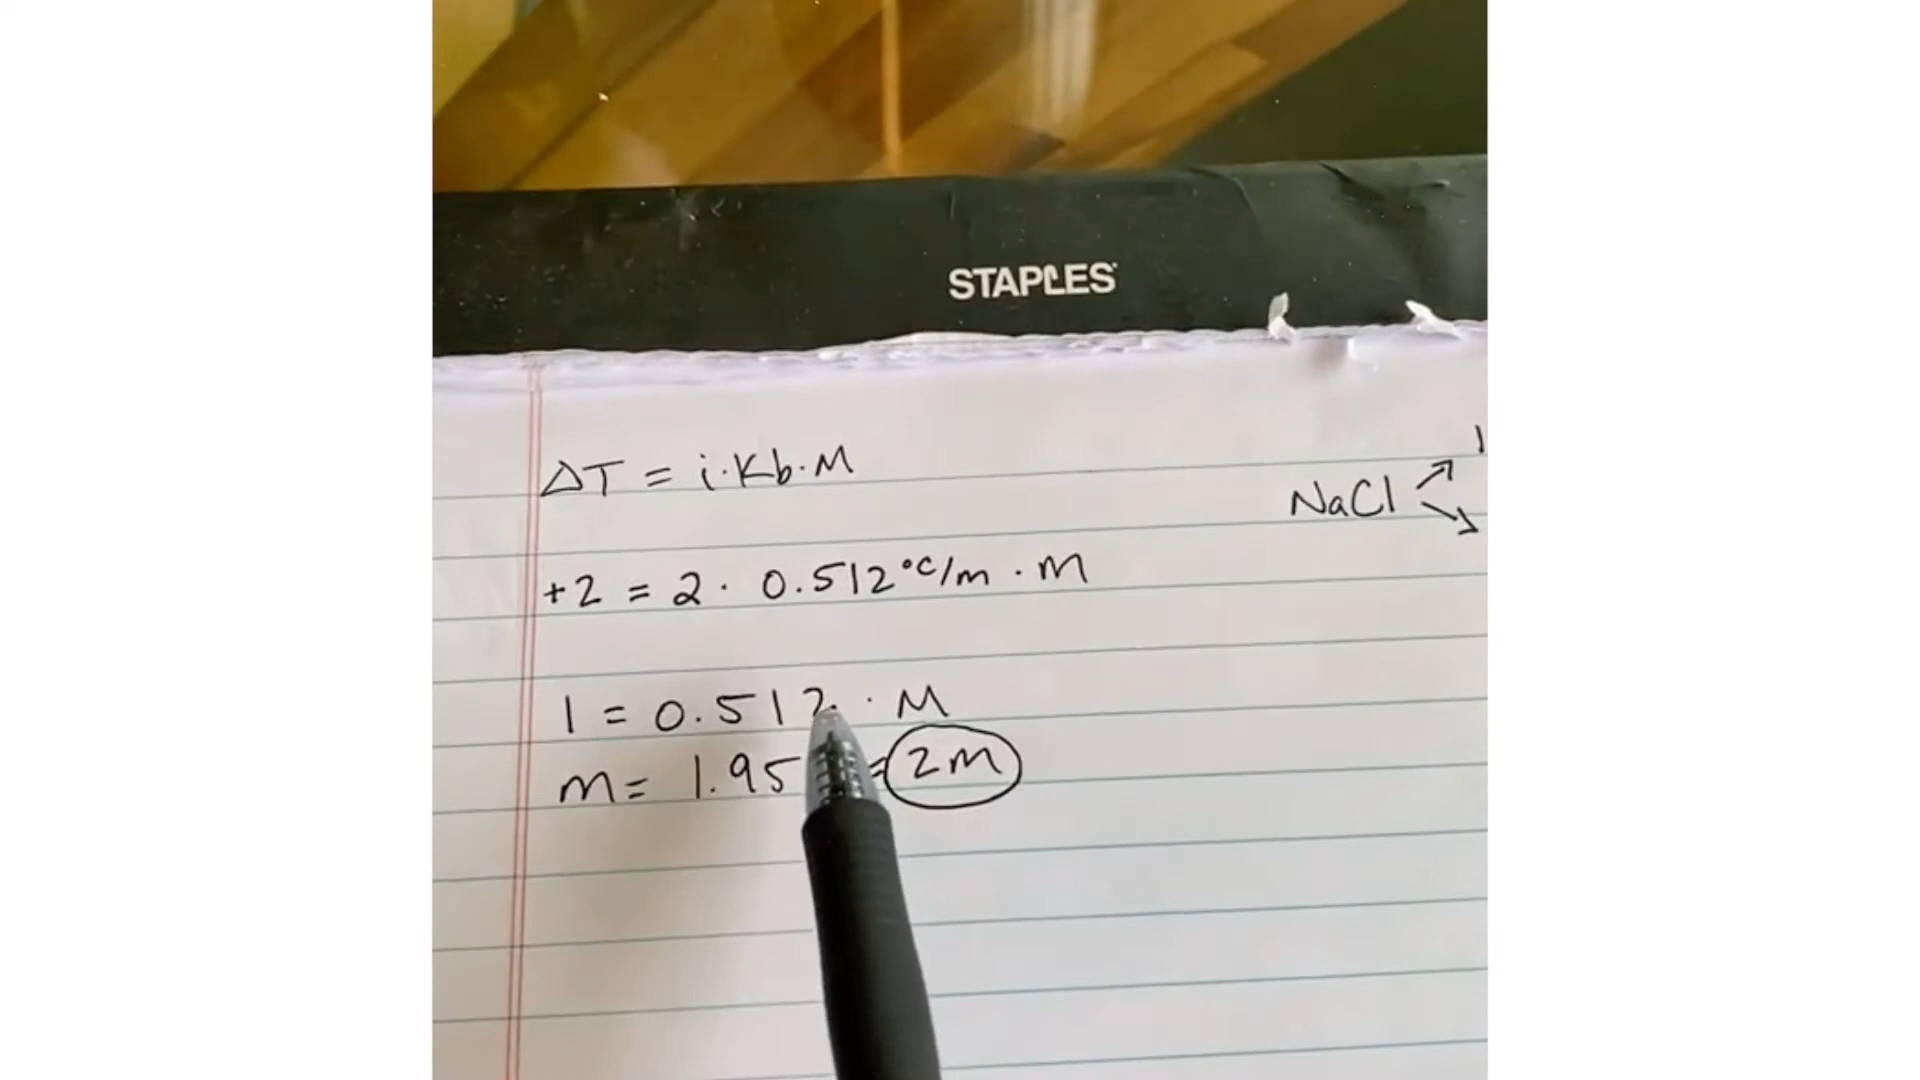 STAPLES
ΔT = i·Kb·M
NaCl
+2 = 2 · 0.512°C/m · m
1 = 0.512 · M
m = 1.95 = 2m